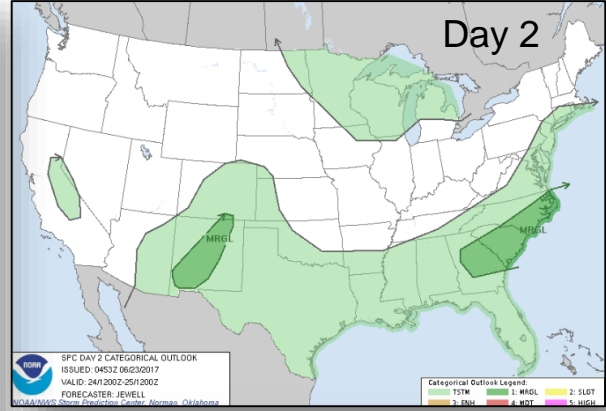 Day 2
MRGL
MRGL
NOAA
SPC DAY 2 CATEGORICAL OUTLOOK
ISSUED: 0453Z 06/23/2017
VALID: 24/1200Z-25/1200Z
FORECASTER: JEWELL
NOAA/NWS Storm Prediction Center, Norman, Oklahoma
Categorical Outlook Legend:
TSTM 1: MRGL 2: SLGT
3: ENH 4: MDT 5: HIGH